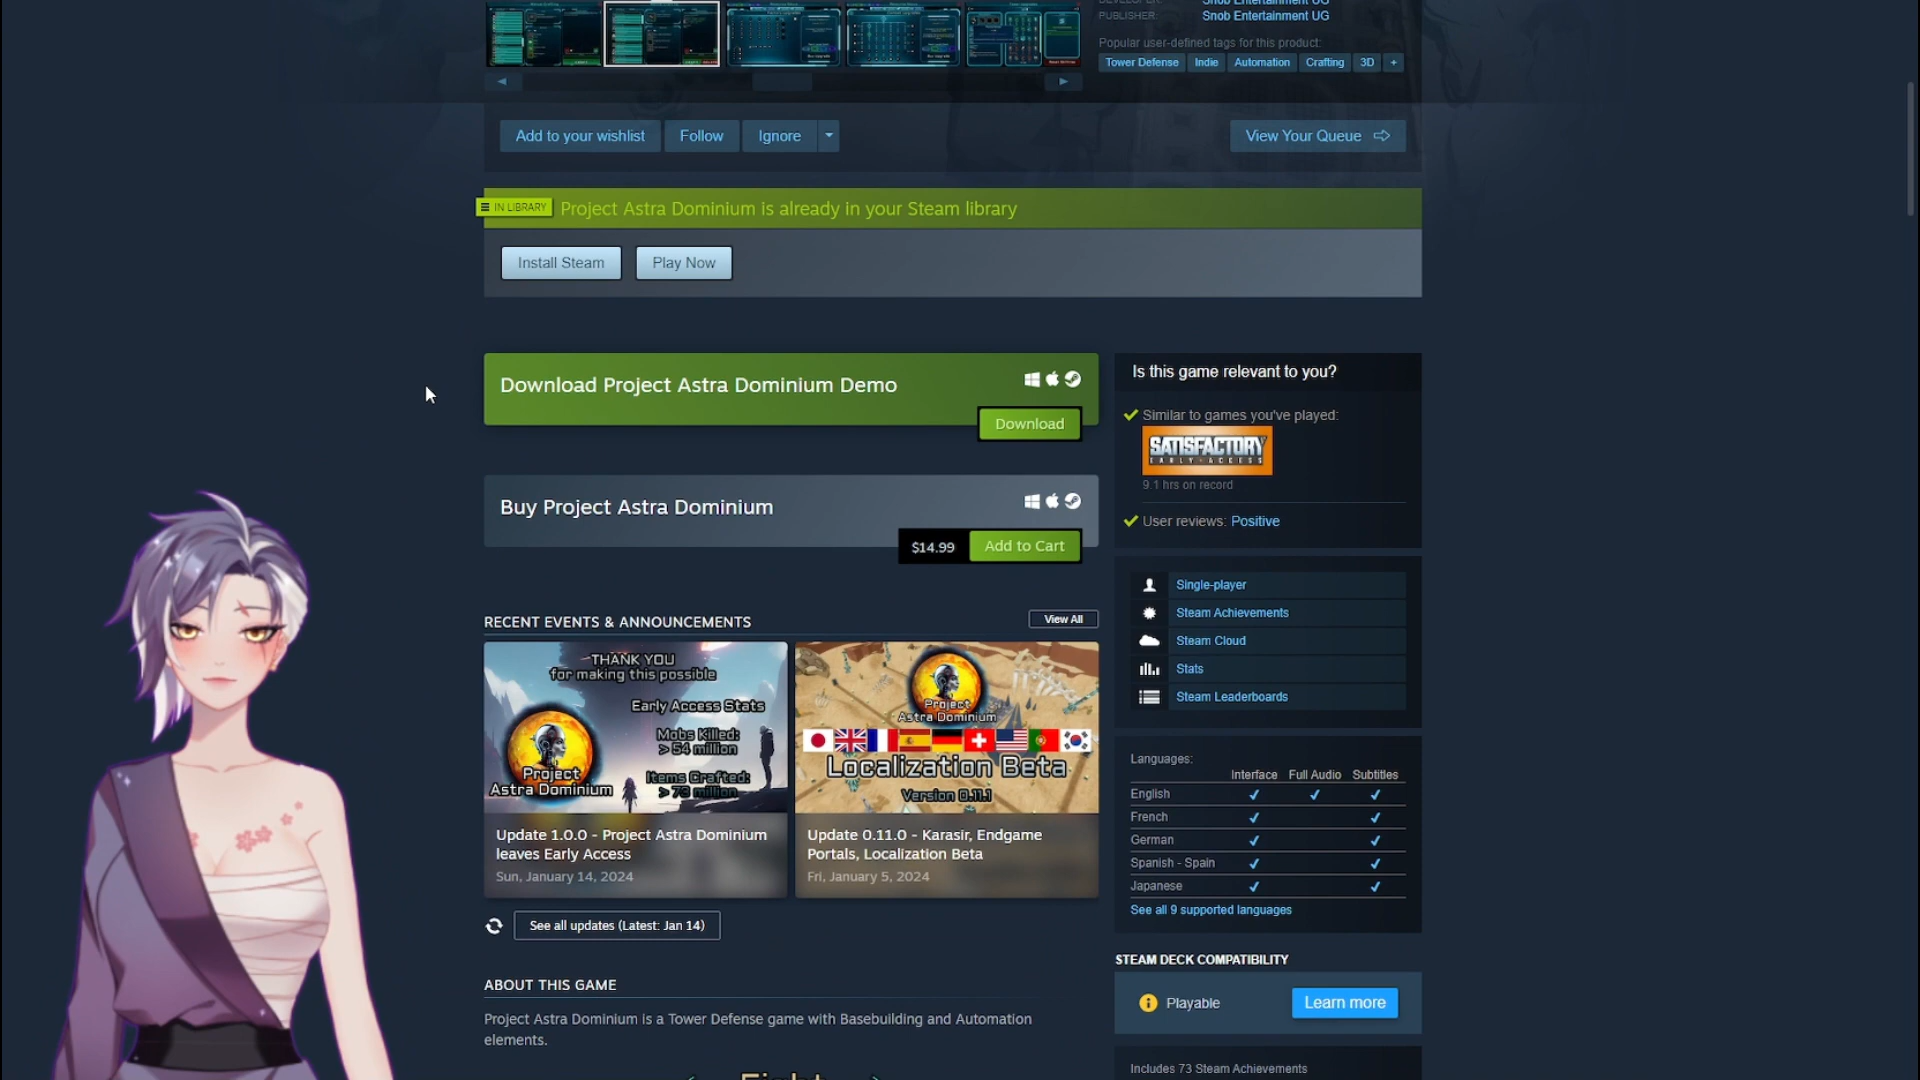 Snob Entertainment UG
PUBLISHER:
Snob Entertainment UG
Popular user-defined tags for this product:
Tower Defense
Indie
Automation
Crafting
3D
+
Add to your wishlist
Follow
Ignore
View Your Queue
IN LIBRARY
Project Astra Dominium is already in your Steam library
Install Steam
Play Now
Download Project Astra Dominium Demo
Download
Is this game relevant to you?
Similar to games you've played:
SATISFACTORY
EARLY-ACCESS
9.1 hrs on record
User reviews: Positive
Buy Project Astra Dominium
$14.99
Add to Cart
Single-player
Steam Achievements
Steam Cloud
Stats
Steam Leaderboards
RECENT EVENTS & ANNOUNCEMENTS
View All
THANK YOU
for making this possible
Early Access Stats
Mobs Killed:
> 54 million
Items Crafted:
> 73 million
Project
Astra Dominium
Update 1.0.0 - Project Astra Dominium
leaves Early Access
Sun, January 14, 2024
Project
Astra Dominium
Localization Beta
Version 0.11.1
Update 0.11.0 - Karasir, Endgame
Portals, Localization Beta
Fri, January 5, 2024
Languages:
Interface Full Audio Subtitles
English
French
German
Spanish - Spain
Japanese
See all 9 supported languages
See all updates (Latest: Jan 14)
STEAM DECK COMPATIBILITY
Playable
Learn more
ABOUT THIS GAME
Project Astra Dominium is a Tower Defense game with Basebuilding and Automation
elements.
Includes 73 Steam Achievements